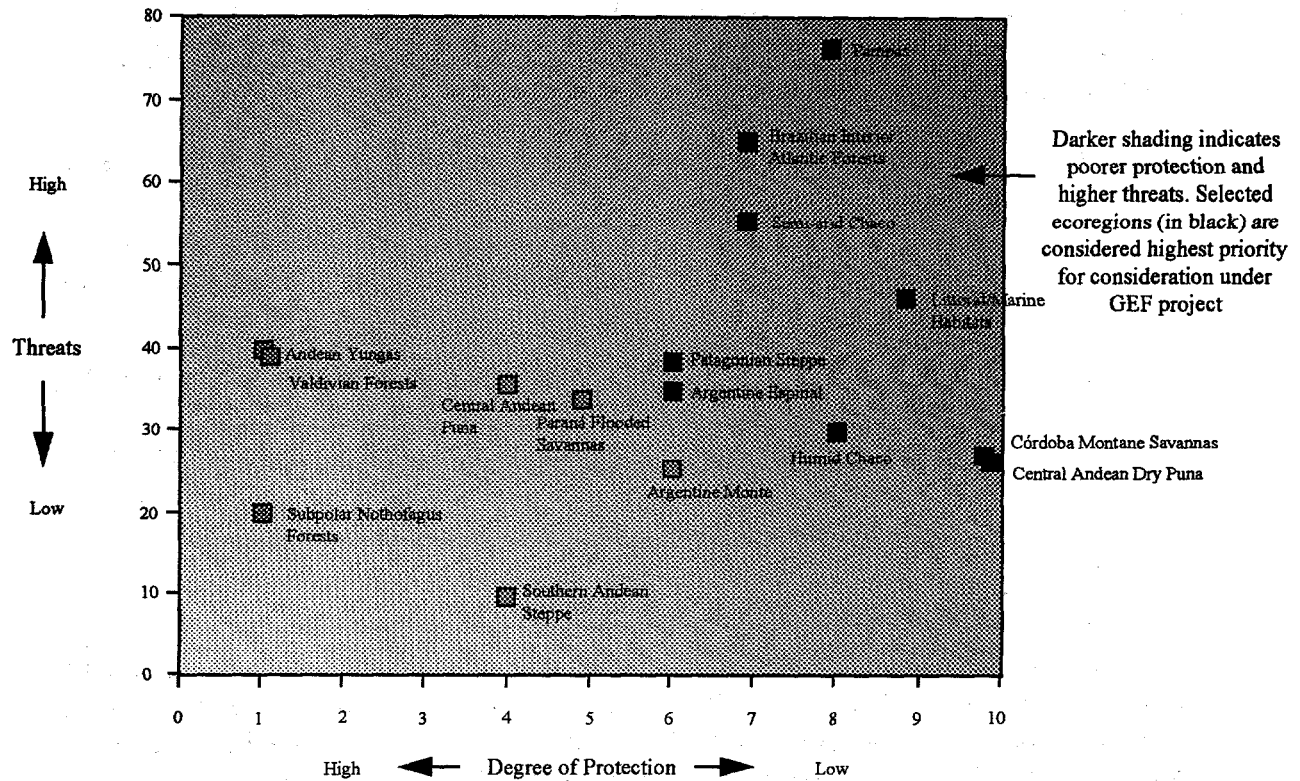 80
70
60
50
40
30
20
10
0
0 1 2 3 4 5 6 7 8 9 10
High
Threats
Low
High
Degree of Protection
Low
Pampas
Brazilian Interior
Atlantic Forests
Semi-arid Chaco
Littoral/Marine
Habitats
Andean Yungas
Valdivian Forests
Patagonian Steppe
Argentine Espinal
Central Andean
Puna
Paraná Flooded
Savannas
Humid Chaco
Argentine Monte
Córdoba Montane Savannas
Central Andean Dry Puna
Subpolar Nothofagus
Forests
Southern Andean
Steppe
Darker shading indicates
poorer protection and
higher threats. Selected
ecoregions (in black) are
considered highest priority
for consideration under
GEF project